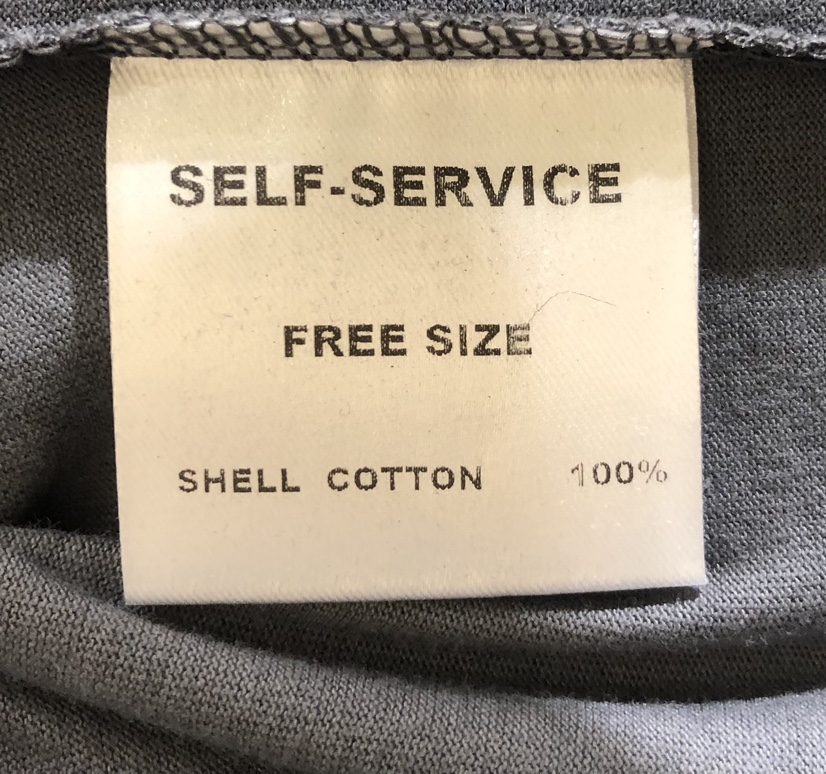 SELF-SERVICE
FREE SIZE
SHELL COTTON 100%